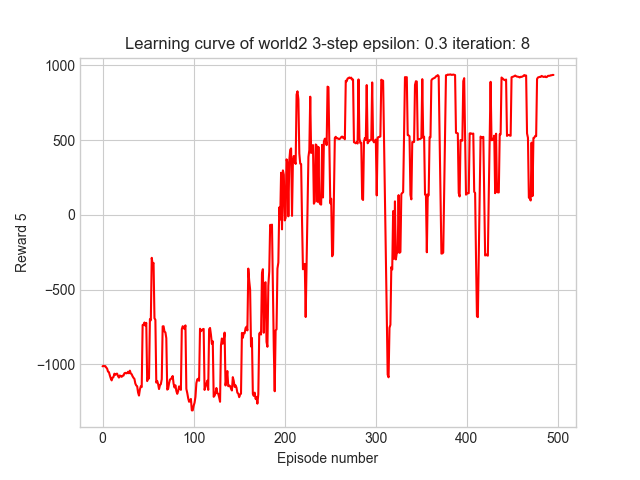 Learning curve of world2 3-step epsilon: 0.3 iteration: 8
1000
500
0
−500
−1000
Reward 5
0 100 200 300 400 500
Episode number